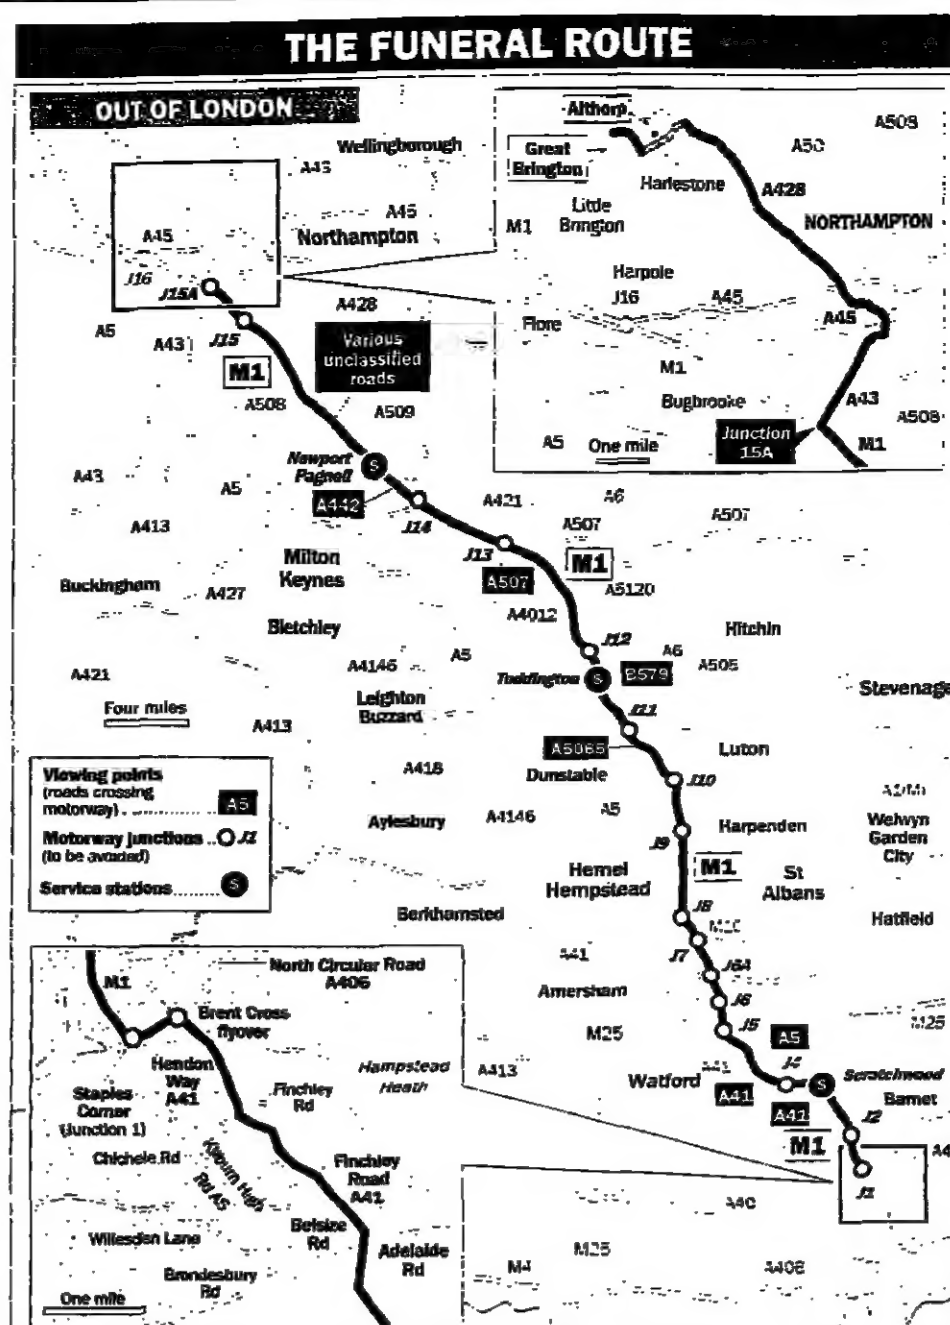 THE FUNERAL ROUTE
OUT OF LONDON
Wellingborough
A45
A45
Northampton
A45
J16
J15A
A428
A5
A43
J15
M1
Various
unclassified
roads
A508
A509
Newport
Pagnell
S
A43
A5
A442
J14
A421
A6
A507
A507
A413
J13
M1
Milton
Keynes
A507
Buckingham
A427
A5120
A4012
Bletchley
Hitchin
J12
A6
A5
A4146
A505
A421
Toddington
S
B579
Stevenage
Leighton
Buzzard
Four miles
J11
A413
A5065
Luton
Dunstable
A418
J10
A4146
A5
Aylesbury
Harpenden
J9
Welwyn
Garden
City
M1
Hemel
Hempstead
St
Albans
Berkhamsted
J8
Hatfield
J7
A41
J6A
Amersham
J6
M25
J5
M25
A5
J4
A413
A41
Watford
Scratchwood
S
A41
A41
Barnet
J2
M1
J1
A40
M25
M4
A406
Althorp
A508
A50
Great
Brington
Harlestone
A428
Little
Brington
M1
NORTHAMPTON
Harpole
J16
A45
A45
Flore
M1
Bugbrooke
A43
A508
A5
One mile
Junction
15A
M1
Viewing points
(roads crossing
motorway)
A5
Motorway junctions
J1
(to be avoided)
Service stations
S
North Circular Road
A406
M1
Brent Cross
flyover
Hendon
Way
A41
Hampstead
Heath
Staples
Corner
(Junction 1)
Finchley
Rd
Chichele Rd
Kilburn High
Rd A5
Finchley
Road
A41
Belsize
Rd
Willesden Lane
Adelaide
Rd
Brondesbury
Rd
One mile